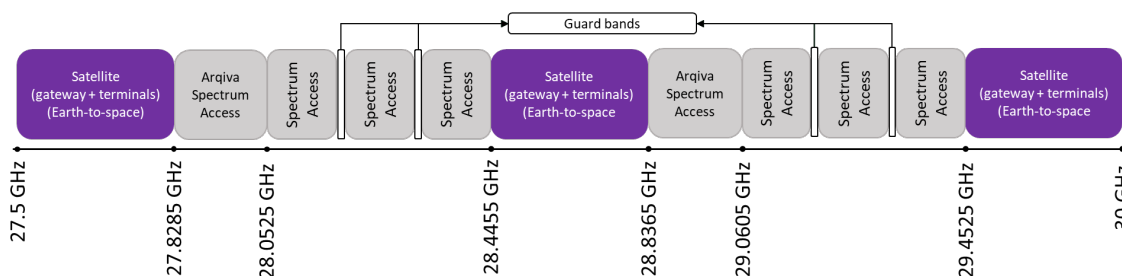 Guard bands
Satellite
(gateway + terminals)
(Earth-to-space)
Arqiva
Spectrum
Access
Spectrum
Access
Spectrum
Access
Spectrum
Access
Satellite
(gateway + terminals)
(Earth-to-space
Arqiva
Spectrum
Access
Spectrum
Access
Spectrum
Access
Spectrum
Access
Satellite
(gateway + terminals)
(Earth-to-space
27.5 GHz
27.8285 GHz
28.0525 GHz
28.4455 GHz
28.8365 GHz
29.0605 GHz
29.4525 GHz
30 GHz